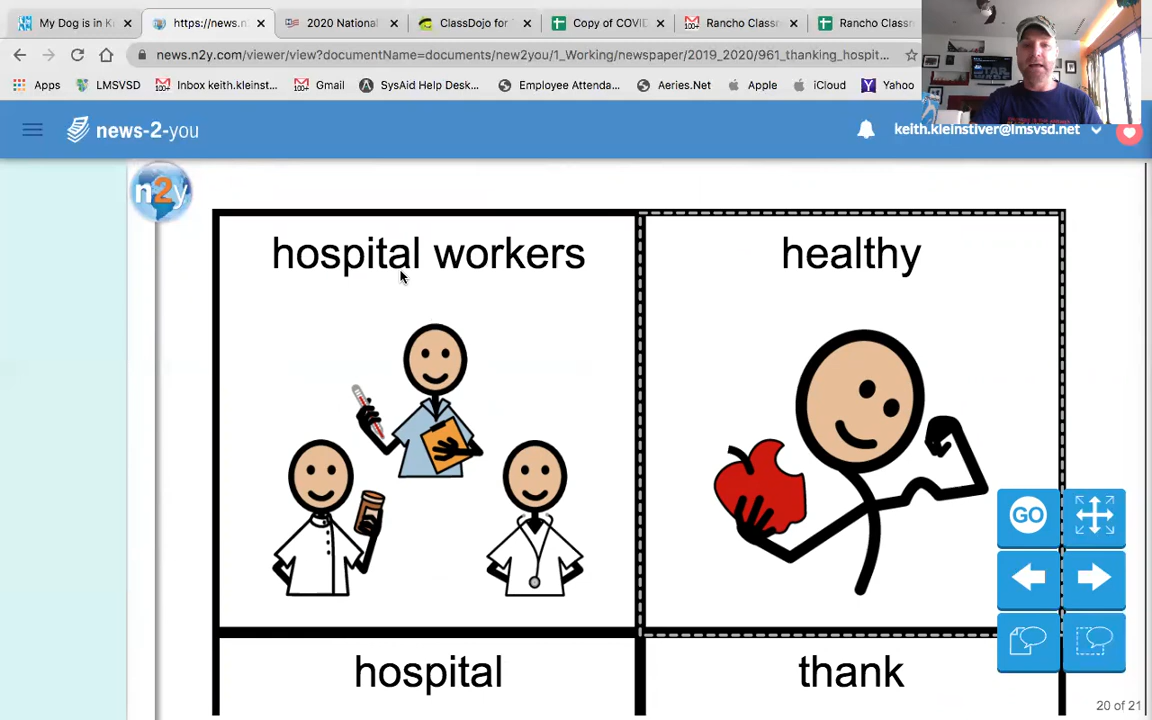 My Dog is in K
https://news.n
2020 National
ClassDojo for
Copy of COVID
Rancho Classr
Rancho Classr
news.n2y.com/viewer/view?documentName=documents/new2you/1_Working/newspaper/2019_2020/961_thanking_hospit...
Apps
LMSVSD
Inbox keith.kleinst...
Gmail
SysAid Help Desk...
Employee Attenda...
Aeries.Net
Apple
iCloud
Yahoo
news-2-you
keith.kleinstiver@lmsvsd.net
n2y
hospital workers
healthy
GO
hospital
thank
20 of 21